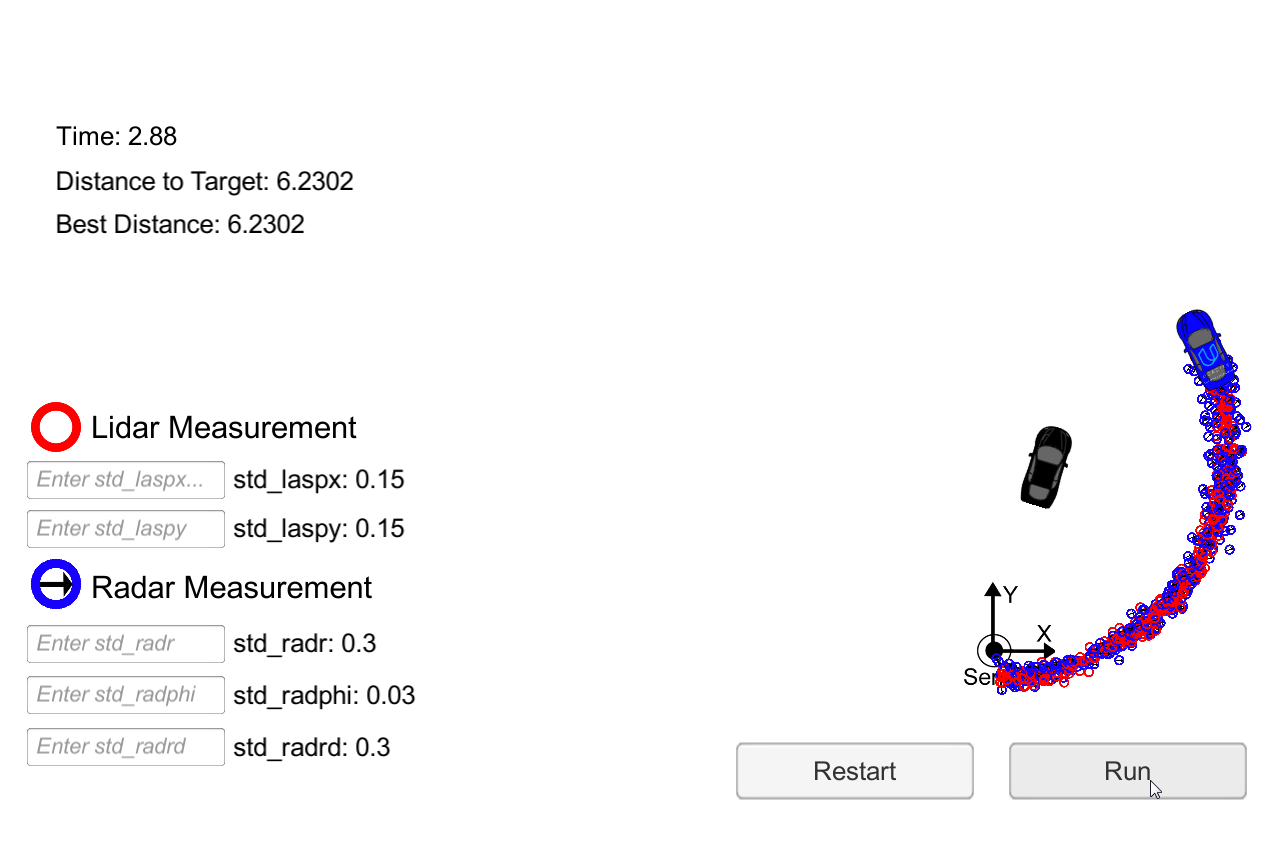 Time: 2.88
Distance to Target: 6.2302
Best Distance: 6.2302
Lidar Measurement
Enter std_laspx... std_laspx: 0.15
Enter std_laspy std_laspy: 0.15
Radar Measurement
Enter std_radr std_radr: 0.3
Enter std_radphi std_radphi: 0.03
Enter std_radrd std_radrd: 0.3
Y
X
Restart Run